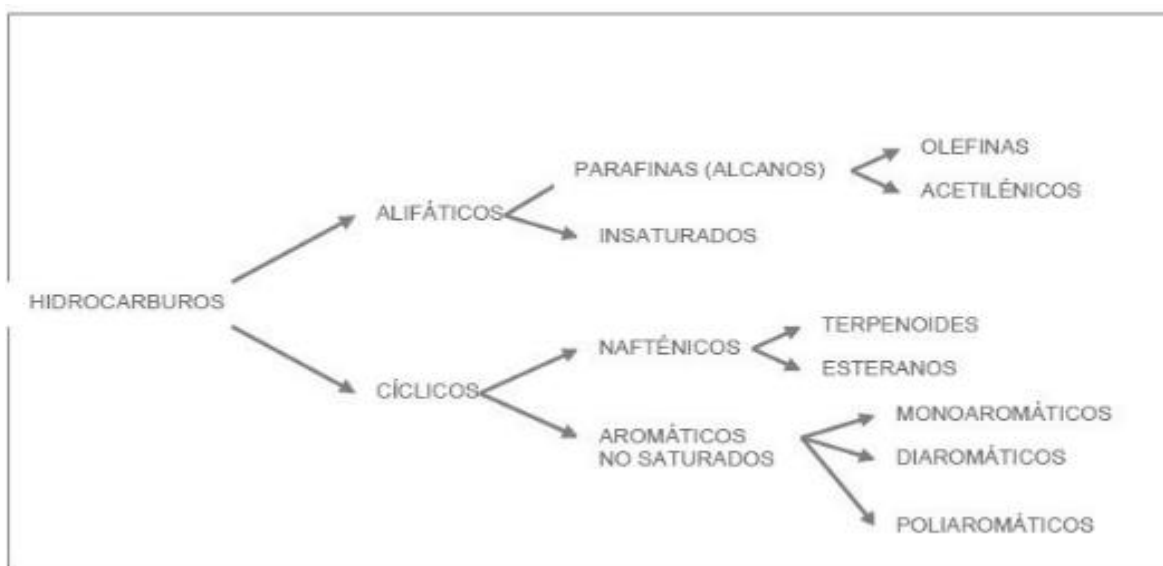 OLEFINAS
PARAFINAS (ALCANOS)
ACETILÉNICOS
ALIFÁTICOS
INSATURADOS
HIDROCARBUROS
TERPENOIDES
NAFTÉNICOS
ESTERANOS
CÍCLICOS
MONOAROMÁTICOS
AROMÁTICOS
NO SATURADOS
DIAROMÁTICOS
POLIAROMÁTICOS